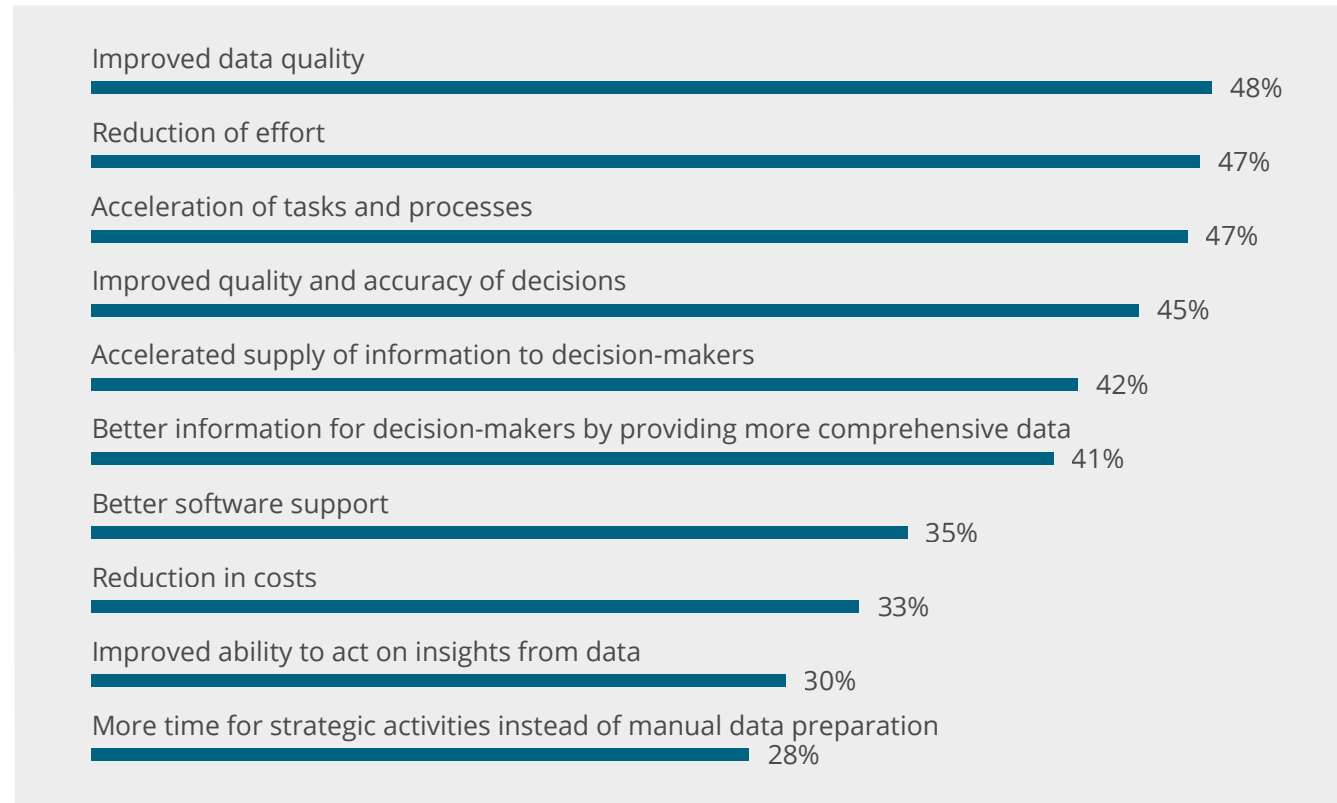 Improved data quality
48%
Reduction of effort
47%
Acceleration of tasks and processes
47%
Improved quality and accuracy of decisions
45%
Accelerated supply of information to decision-makers
42%
Better information for decision-makers by providing more comprehensive data
41%
Better software support
35%
Reduction in costs
33%
Improved ability to act on insights from data
30%
More time for strategic activities instead of manual data preparation
28%